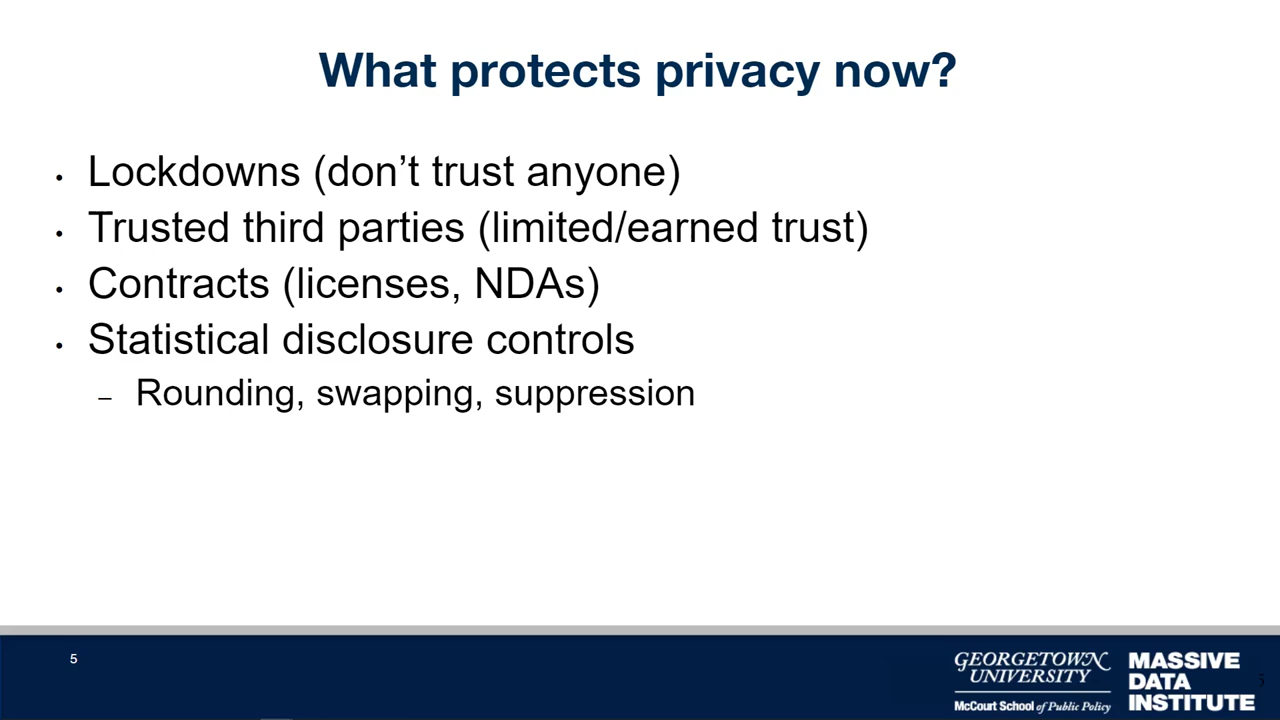 What protects privacy now?
• Lockdowns (don’t trust anyone)
• Trusted third parties (limited/earned trust)
• Contracts (licenses, NDAs)
• Statistical disclosure controls
– Rounding, swapping, suppression
5
GEORGETOWN
UNIVERSITY
McCourt School of Public Policy
MASSIVE
DATA
INSTITUTE
5